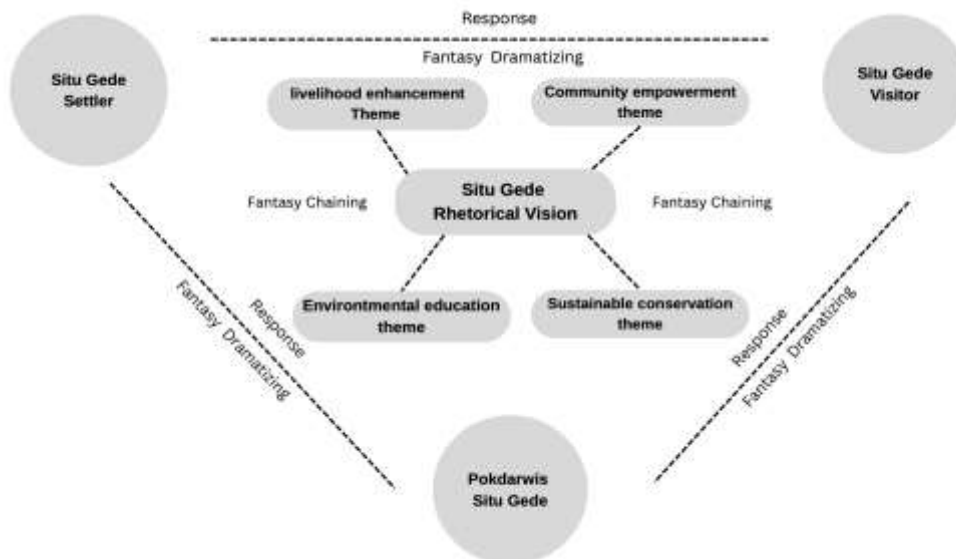 Response
Fantasy Dramatizing
Situ Gede
Settler
Situ Gede
Visitor
livelihood enhancement
Theme
Community empowerment
theme
Situ Gede
Rhetorical Vision
Fantasy Chaining
Fantasy Chaining
Environtmental education
theme
Sustainable conservation
theme
Response
Fantasy Dramatizing
Response
Fantasy Dramatizing
Pokdarwis
Situ Gede